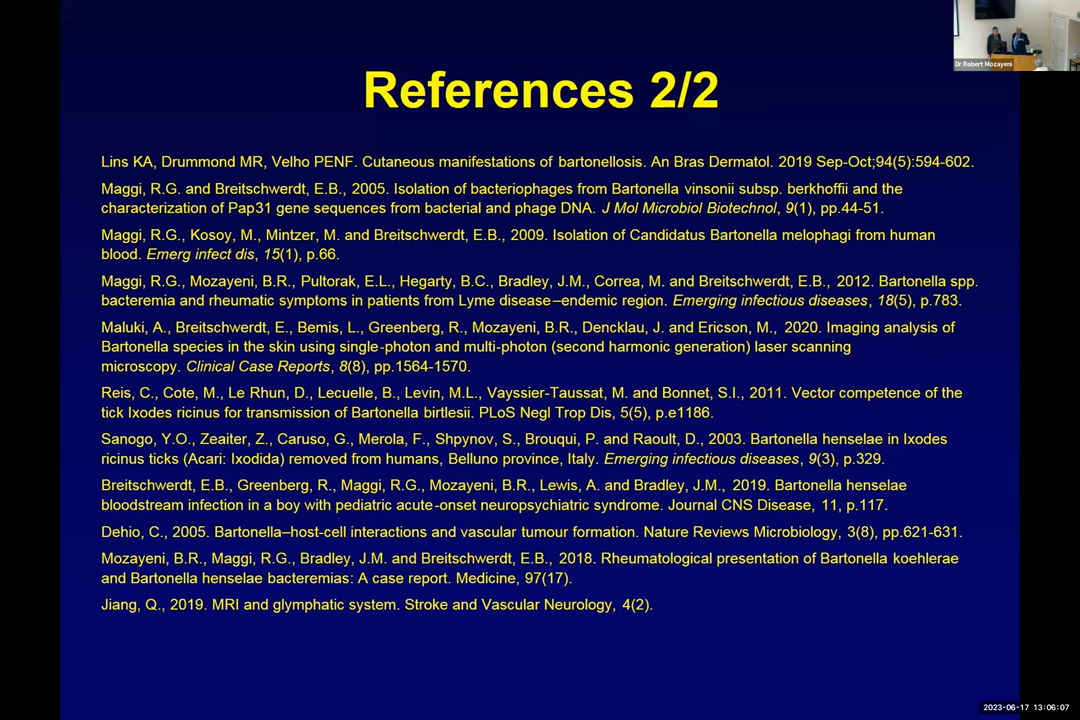 Dr Robert Mozayeni
References 2/2
Lins KA, Drummond MR, Velho PENF. Cutaneous manifestations of bartonellosis. An Bras Dermatol. 2019 Sep-Oct;94(5):594-602.
Maggi, R.G. and Breitschwerdt, E.B., 2005. Isolation of bacteriophages from Bartonella vinsonii subsp. berkhoffii and the
characterization of Pap31 gene sequences from bacterial and phage DNA. J Mol Microbiol Biotechnol, 9(1), pp.44-51.
Maggi, R.G., Kosoy, M., Mintzer, M. and Breitschwerdt, E.B., 2009. Isolation of Candidatus Bartonella melophagi from human
blood. Emerg infect dis, 15(1), p.66.
Maggi, R.G., Mozayeni, B.R., Pultorak, E.L., Hegarty, B.C., Bradley, J.M., Correa, M. and Breitschwerdt, E.B., 2012. Bartonella spp.
bacteremia and rheumatic symptoms in patients from Lyme disease–endemic region. Emerging infectious diseases, 18(5), p.783.
Maluki, A., Breitschwerdt, E., Bemis, L., Greenberg, R., Mozayeni, B.R., Dencklau, J. and Ericson, M., 2020. Imaging analysis of
Bartonella species in the skin using single-photon and multi-photon (second harmonic generation) laser scanning
microscopy. Clinical Case Reports, 8(8), pp.1564-1570.
Reis, C., Cote, M., Le Rhun, D., Lecuelle, B., Levin, M.L., Vayssier-Taussat, M. and Bonnet, S.I., 2011. Vector competence of the
tick Ixodes ricinus for transmission of Bartonella birtlesii. PLoS Negl Trop Dis, 5(5), p.e1186.
Sanogo, Y.O., Zeaiter, Z., Caruso, G., Merola, F., Shpynov, S., Brouqui, P. and Raoult, D., 2003. Bartonella henselae in Ixodes
ricinus ticks (Acari: Ixodida) removed from humans, Belluno province, Italy. Emerging infectious diseases, 9(3), p.329.
Breitschwerdt, E.B., Greenberg, R., Maggi, R.G., Mozayeni, B.R., Lewis, A. and Bradley, J.M., 2019. Bartonella henselae
bloodstream infection in a boy with pediatric acute-onset neuropsychiatric syndrome. Journal CNS Disease, 11, p.117.
Dehio, C., 2005. Bartonella–host-cell interactions and vascular tumour formation. Nature Reviews Microbiology, 3(8), pp.621-631.
Mozayeni, B.R., Maggi, R.G., Bradley, J.M. and Breitschwerdt, E.B., 2018. Rheumatological presentation of Bartonella koehlerae
and Bartonella henselae bacteremias: A case report. Medicine, 97(17).
Jiang, Q., 2019. MRI and glymphatic system. Stroke and Vascular Neurology, 4(2).
2023-06-17 13:06:07